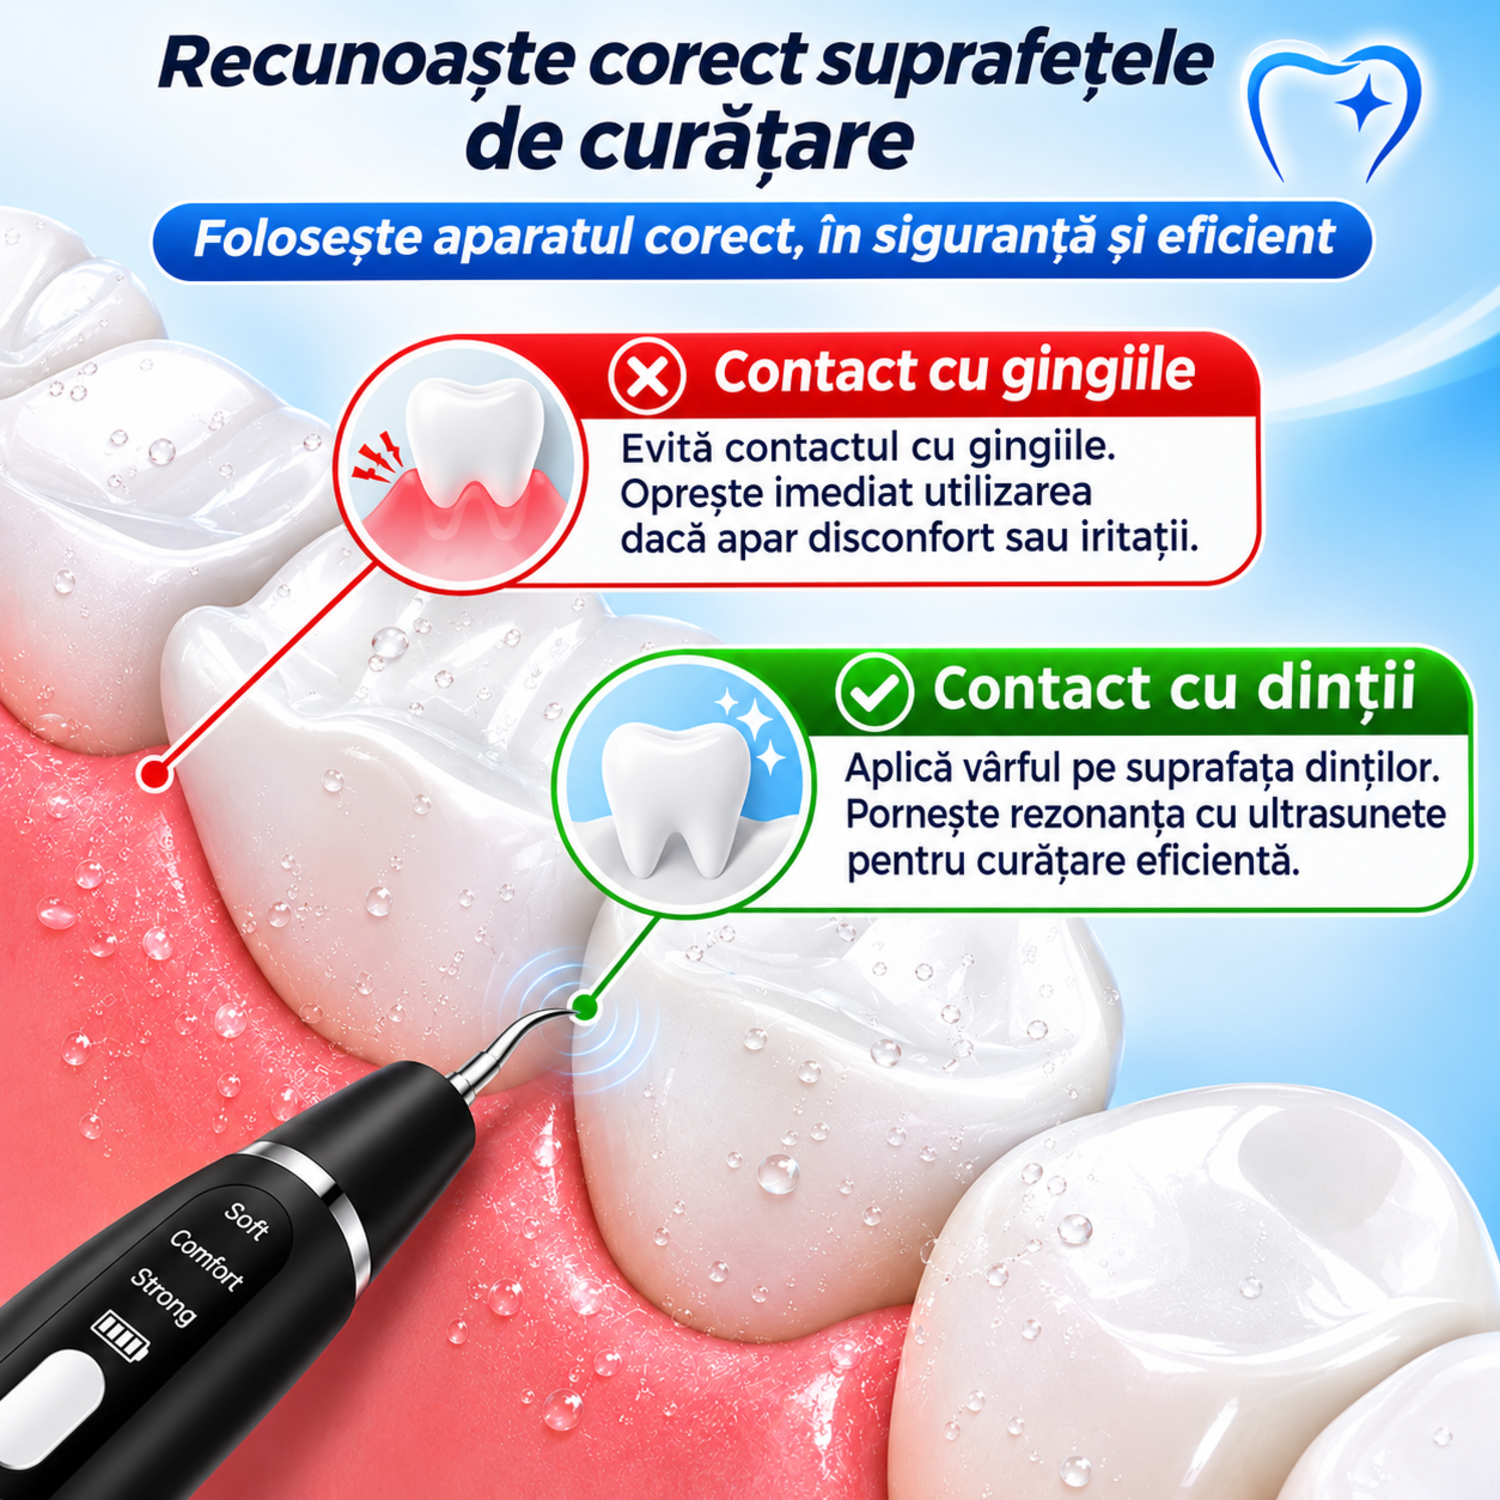 Recunoaște corect suprafețele
de curățare
Folosește aparatul corect, în siguranță și eficient
Contact cu gingiile
Evită contactul cu gingiile.
Oprește imediat utilizarea
dacă apar disconfort sau iritații.
Contact cu dinții
Aplică vârful pe suprafața dinților.
Pornește rezonanța cu ultrasunete
pentru curățare eficientă.
Soft
Comfort
Strong